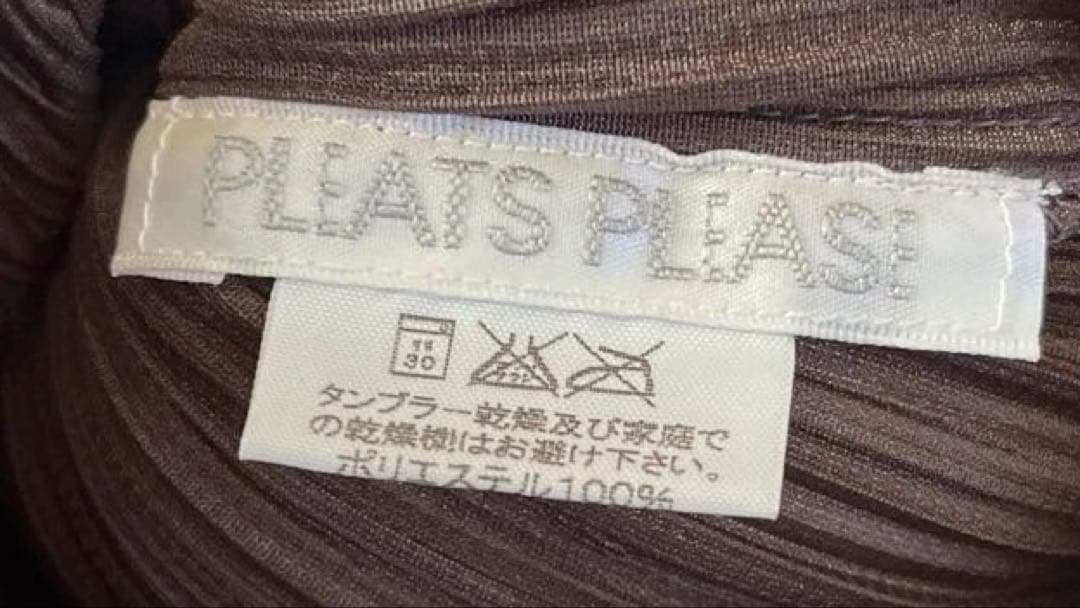 PLEATS PLEASE
弱
30
タンブラー乾燥及び家庭で
の乾燥機はお避け下さい。
ポリエステル100%